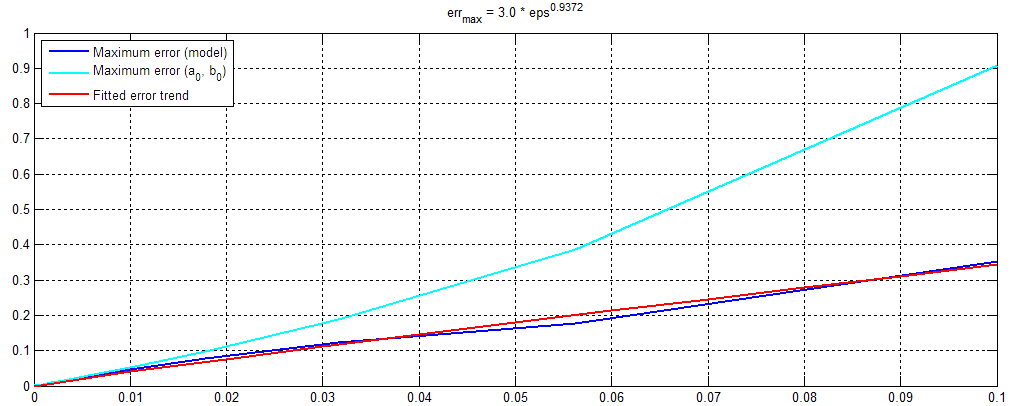 err_max = 3.0 * eps^0.9372
1
0.9
0.8
0.7
0.6
0.5
0.4
0.3
0.2
0.1
0
Maximum error (model)
Maximum error (a_0, b_0)
Fitted error trend
0 0.01 0.02 0.03 0.04 0.05 0.06 0.07 0.08 0.09 0.1